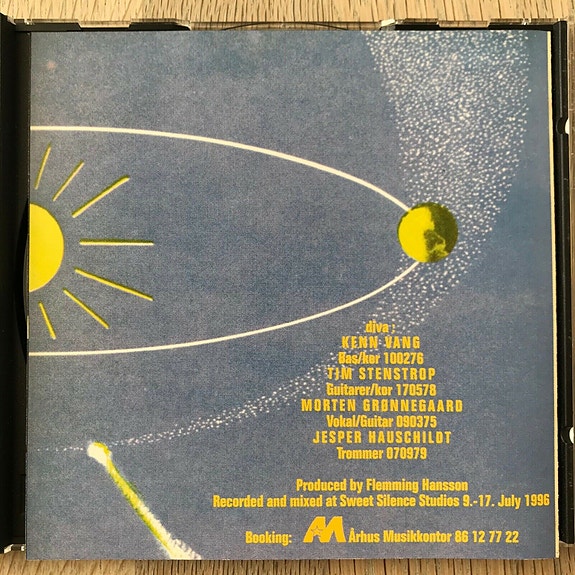 diva :
KENN VANG
Bas/kor 100276
TIM STENSTROP
Guitarer/kor 170578
MORTEN GRØNNEGAARD
Vokal/Guitar 090375
JESPER HAUSCHILDT
Trommer 070979
Produced by Flemming Hansson
Recorded and mixed at Sweet Silence Studios 9.-17. July 1996
Booking: AM Århus Musikkontor 86 12 77 22